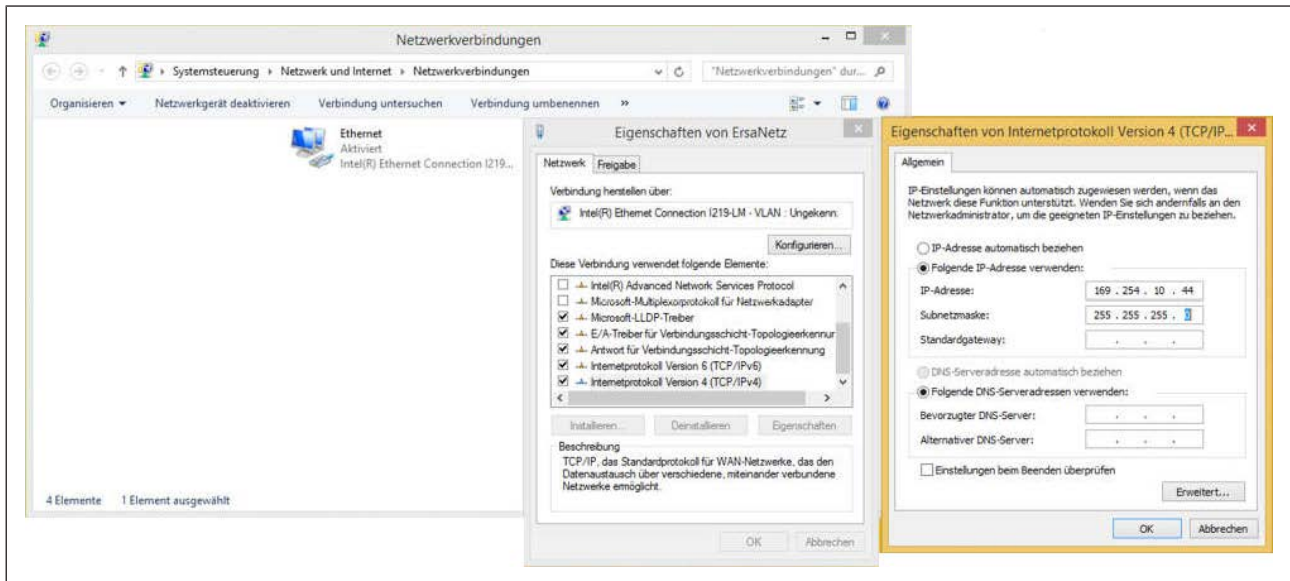 Netzwerkverbindungen
Systemsteuerung
Netzwerk und Internet
Netzwerkverbindungen
"Netzwerkverbindungen" dur...
Organisieren
Netzwerkgerät deaktivieren
Verbindung untersuchen
Verbindung umbenennen
»
Ethernet
Aktiviert
Intel(R) Ethernet Connection I219...
4 Elemente
1 Element ausgewählt
Eigenschaften von ErsaNetz
Netzwerk
Freigabe
Verbindung herstellen über:
Intel(R) Ethernet Connection I219-LM - VLAN : Ungekenn.
Konfigurieren...
Diese Verbindung verwendet folgende Elemente:
Intel(R) Advanced Network Services Protocol
Microsoft-Multiplexorprotokoll für Netzwerkadapter
Microsoft-LLDP-Treiber
E/A-Treiber für Verbindungsschicht-Topologieerkennur
Antwort für Verbindungsschicht-Topologieerkennung
Internetprotokoll Version 6 (TCP/IPv6)
Internetprotokoll Version 4 (TCP/IPv4)
Installieren...
Deinstallieren
Eigenschaften
Beschreibung
TCP/IP, das Standardprotokoll für WAN-Netzwerke, das den
Datenaustausch über verschiedene, miteinander verbundene
Netzwerke ermöglicht.
OK
Abbrechen
Eigenschaften von Internetprotokoll Version 4 (TCP/IP...
Allgemein
IP-Einstellungen können automatisch zugewiesen werden, wenn das
Netzwerk diese Funktion unterstützt. Wenden Sie sich andernfalls an den
Netzwerkadministrator, um die geeigneten IP-Einstellungen zu beziehen.
IP-Adresse automatisch beziehen
Folgende IP-Adresse verwenden:
IP-Adresse: 169 . 254 . 10 . 44
Subnetzmaske: 255 . 255 . 255 . 0
Standardgateway: . . .
DNS-Serveradresse automatisch beziehen
Folgende DNS-Serveradressen verwenden:
Bevorzugter DNS-Server: . . .
Alternativer DNS-Server: . . .
Einstellungen beim Beenden überprüfen
Erweitert...
OK
Abbrechen